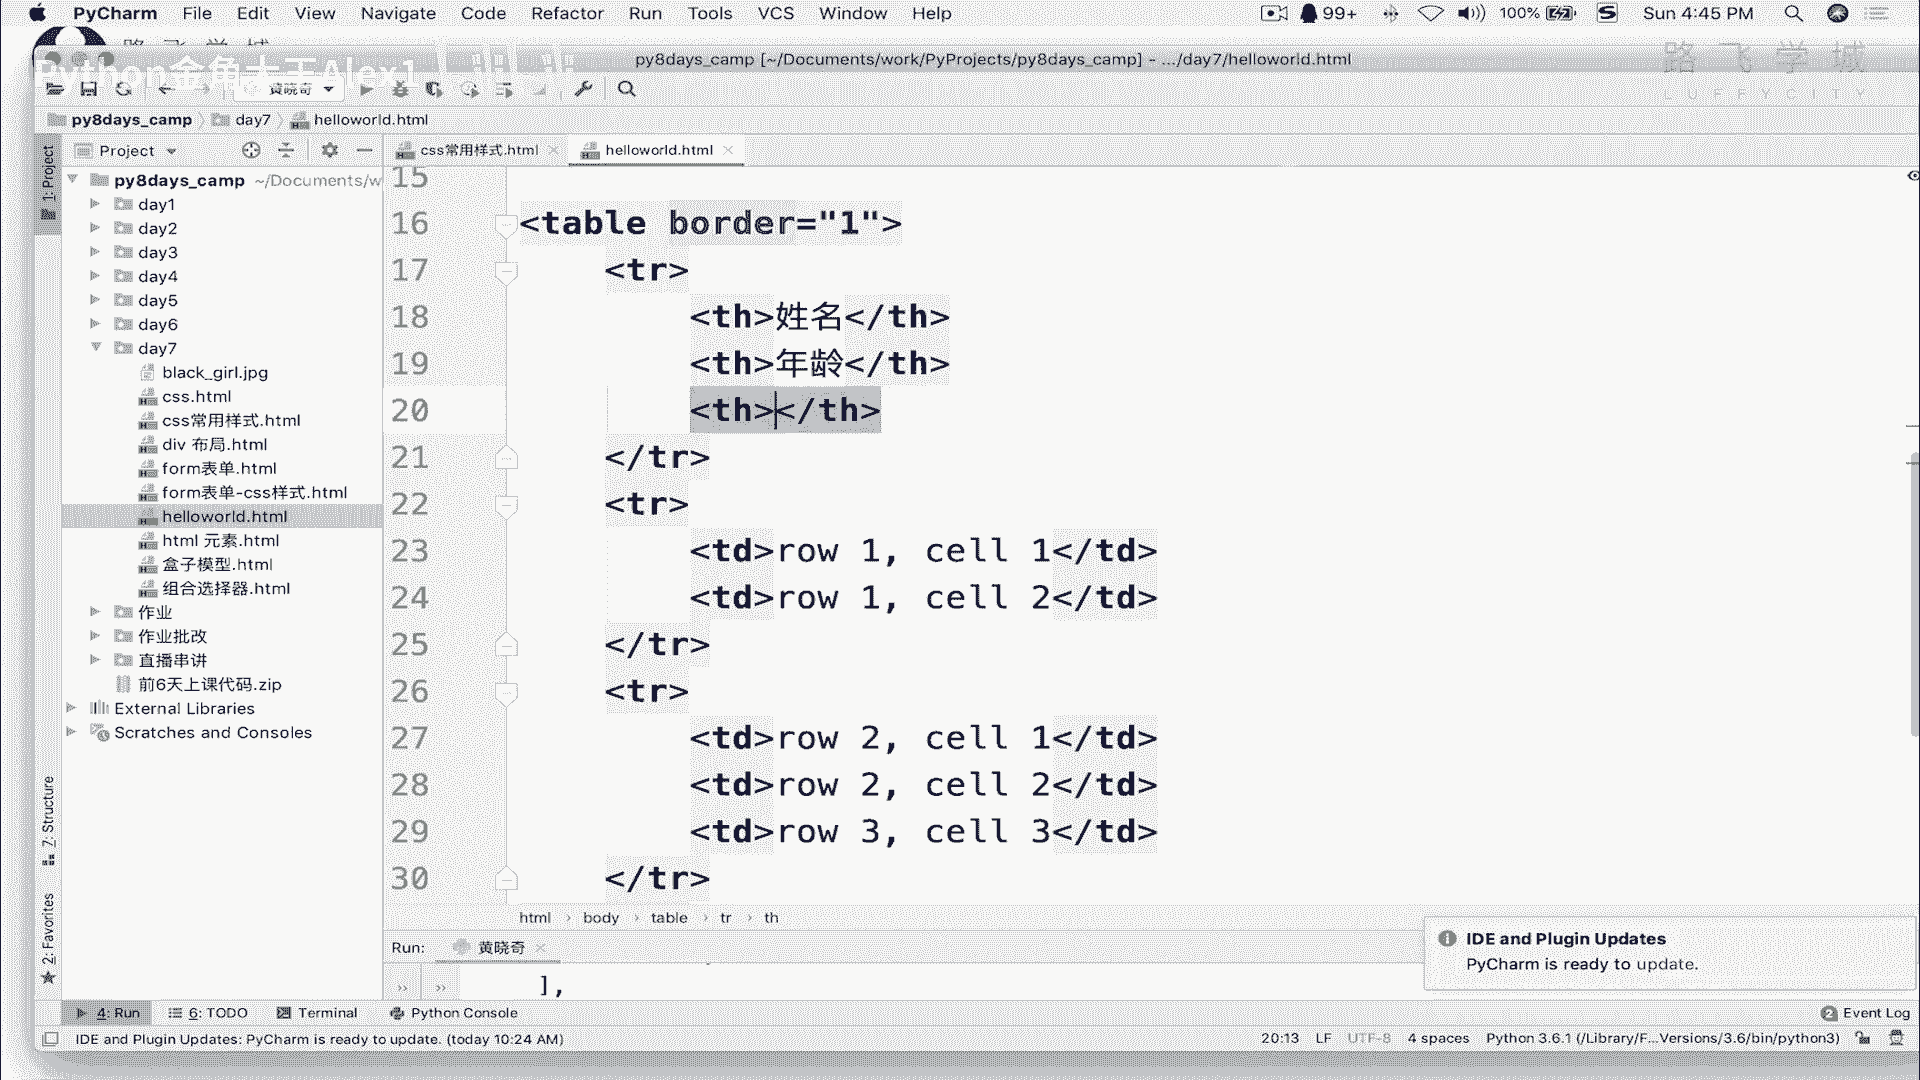 PyCharm File Edit View Navigate Code Refactor Run Tools VCS Window Help 99+ 100% Sun 4:45 PM
py8days_camp [~/Documents/work/PyProjects/py8days_camp] - .../day7/helloworld.html
路飞学城
LUFFYCITY
Python金角大王Alex1
黄晓奇
py8days_camp day7 helloworld.html
Project
css常用样式.html
helloworld.html
1: Project
py8days_camp ~/Documents/w
day1
day2
day3
day4
day5
day6
day7
black_girl.jpg
css.html
css常用样式.html
div 布局.html
form表单.html
form表单-css样式.html
helloworld.html
html 元素.html
盒子模型.html
组合选择器.html
作业
作业批改
直播串讲
前6天上课代码.zip
External Libraries
Scratches and Consoles
7: Structure
2: Favorites
15
16 <table border="1">
17 <tr>
18 <th>姓名</th>
19 <th>年龄</th>
20 <th></th>
21 </tr>
22 <tr>
23 <td>row 1, cell 1</td>
24 <td>row 1, cell 2</td>
25 </tr>
26 <tr>
27 <td>row 2, cell 1</td>
28 <td>row 2, cell 2</td>
29 <td>row 3, cell 3</td>
30 </tr>
html › body › table › tr › th
Run: 黄晓奇
],
IDE and Plugin Updates
PyCharm is ready to update.
4: Run 6: TODO Terminal Python Console 2 Event Log
IDE and Plugin Updates: PyCharm is ready to update. (today 10:24 AM) 20:13 LF UTF-8 4 spaces Python 3.6.1 (/Library/F...Versions/3.6/bin/python3)